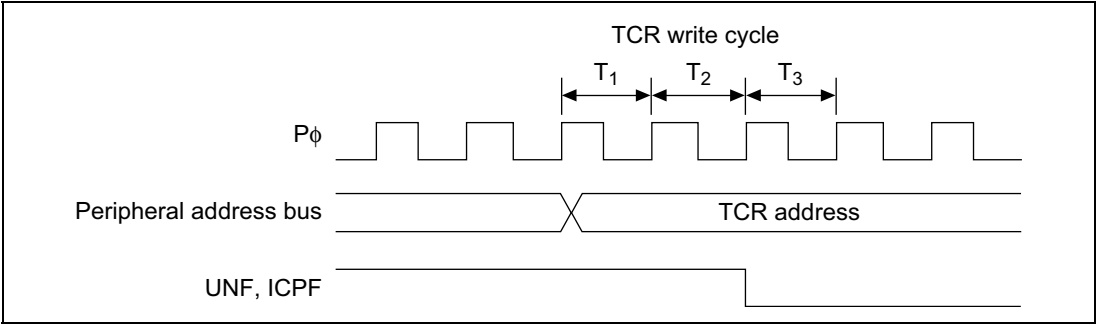 TCR write cycle
T1 T2 T3
Pϕ
Peripheral address bus TCR address
UNF, ICPF